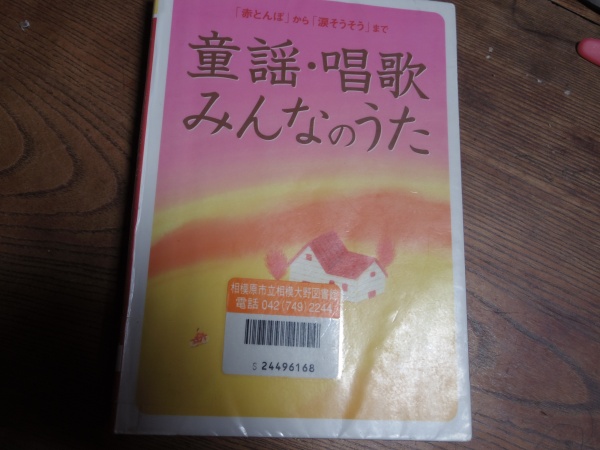 「赤とんぼ」から「涙そうそう」まで
童謡・唱歌
みんなのうた
相模原市立相模大野図書館
電話 042(749)2244
S 24496168